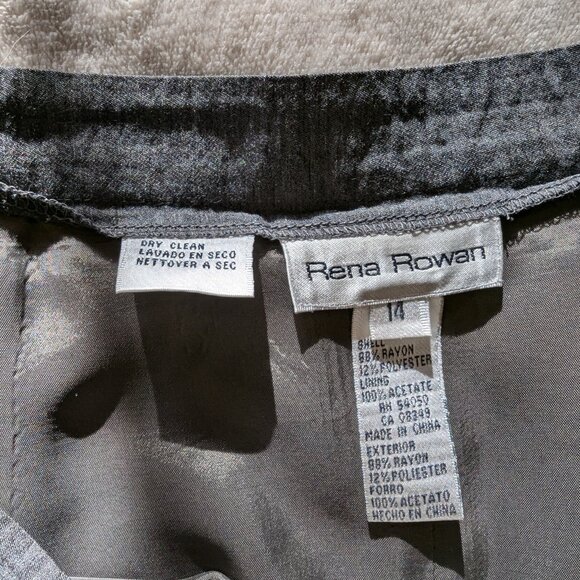 DRY CLEAN
LAVADO EN SECO
NETTOYER A SEC
Rena Rowan
14
SHELL
88% RAYON
12% POLYESTER
LINING
100% ACETATE
RN 54050
CA 08349
MADE IN CHINA
EXTERIOR
88% RAYON
12% POLIESTER
FORRO
100% ACETATO
HECHO EN CHINA